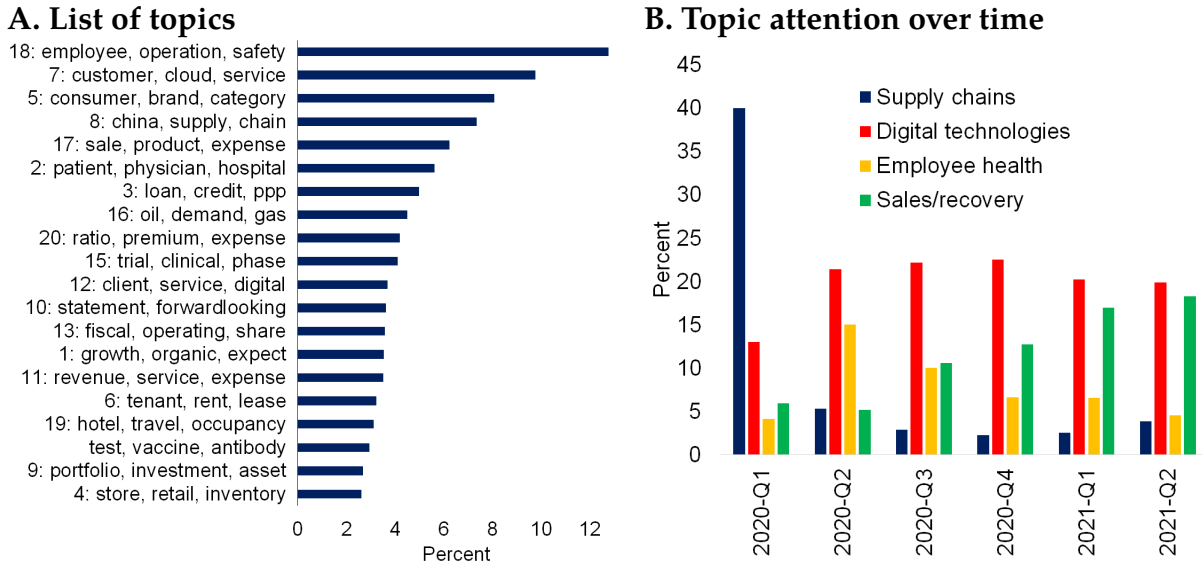 A. List of topics
18: employee, operation, safety
7: customer, cloud, service
5: consumer, brand, category
8: china, supply, chain
17: sale, product, expense
2: patient, physician, hospital
3: loan, credit, ppp
16: oil, demand, gas
20: ratio, premium, expense
15: trial, clinical, phase
12: client, service, digital
10: statement, forwardlooking
13: fiscal, operating, share
1: growth, organic, expect
11: revenue, service, expense
6: tenant, rent, lease
19: hotel, travel, occupancy
test, vaccine, antibody
9: portfolio, investment, asset
4: store, retail, inventory
0 2 4 6 8 10 12
Percent
B. Topic attention over time
45
40
35
30
25
20
15
10
5
0
Percent
Supply chains
Digital technologies
Employee health
Sales/recovery
2020-Q1
2020-Q2
2020-Q3
2020-Q4
2021-Q1
2021-Q2